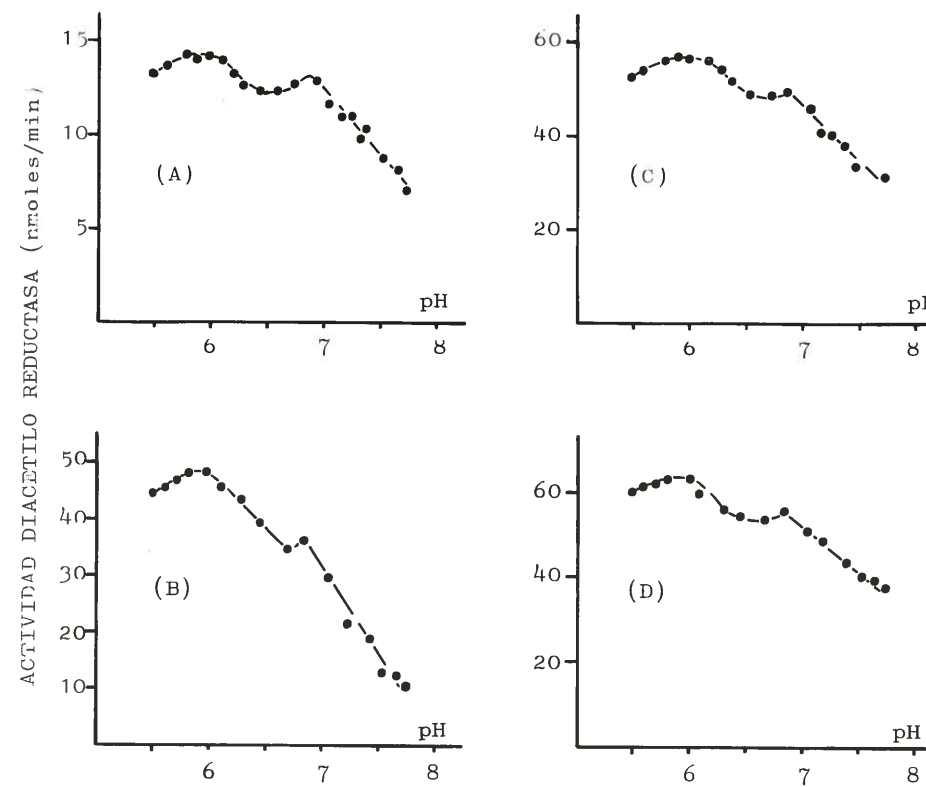 ACTIVIDAD DIACETILO REDUCTASA (nmoles/min)
15
10
5
(A)
pH
6 7 8
60
40
20
(C)
pH
6 7 8
50
40
30
20
10
(B)
pH
6 7 8
60
40
20
(D)
pH
6 7 8